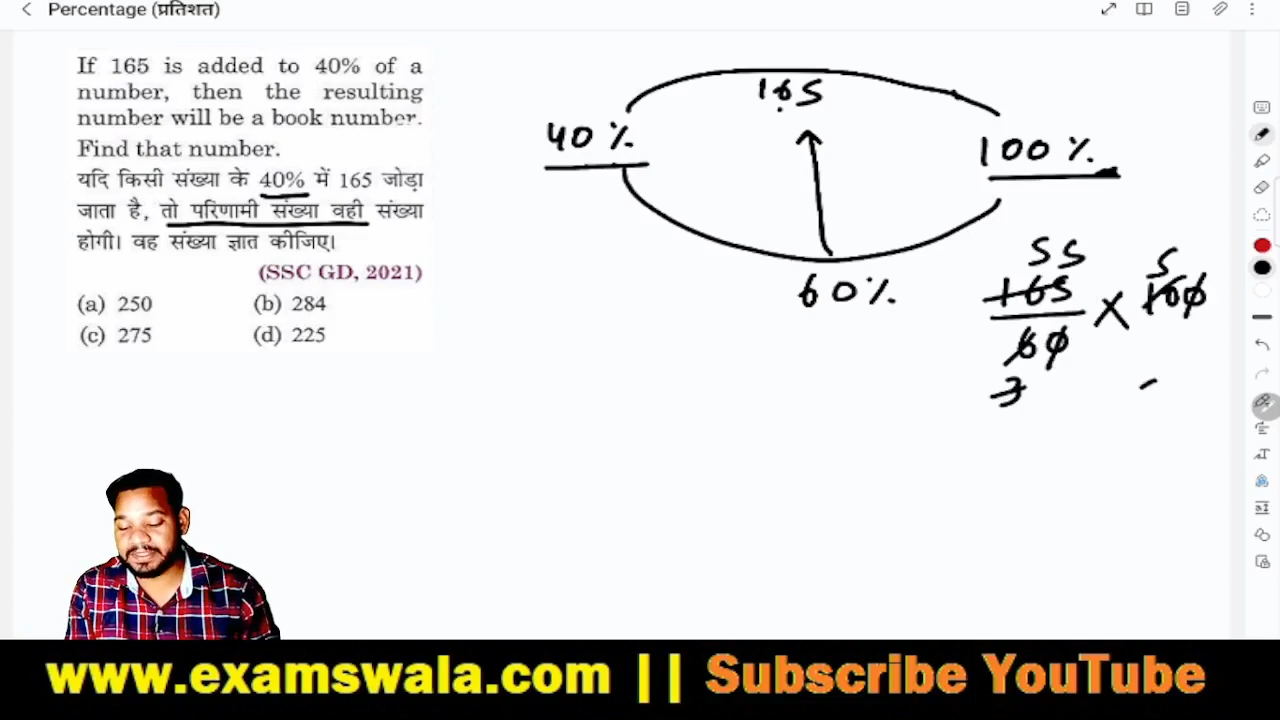 Percentage (प्रतिशत)
If 165 is added to 40% of a
number, then the resulting
number will be a book number.
Find that number.
यदि किसी संख्या के 40% में 165 जोड़ा
जाता है, तो परिणामी संख्या वही संख्या
होगी। वह संख्या ज्ञात कीजिए।
(SSC GD, 2021)
(a) 250 (b) 284
(c) 275 (d) 225
165
40% 100%
60%
55 5
165 × 100
60
3
www.examswala.com || Subscribe YouTube